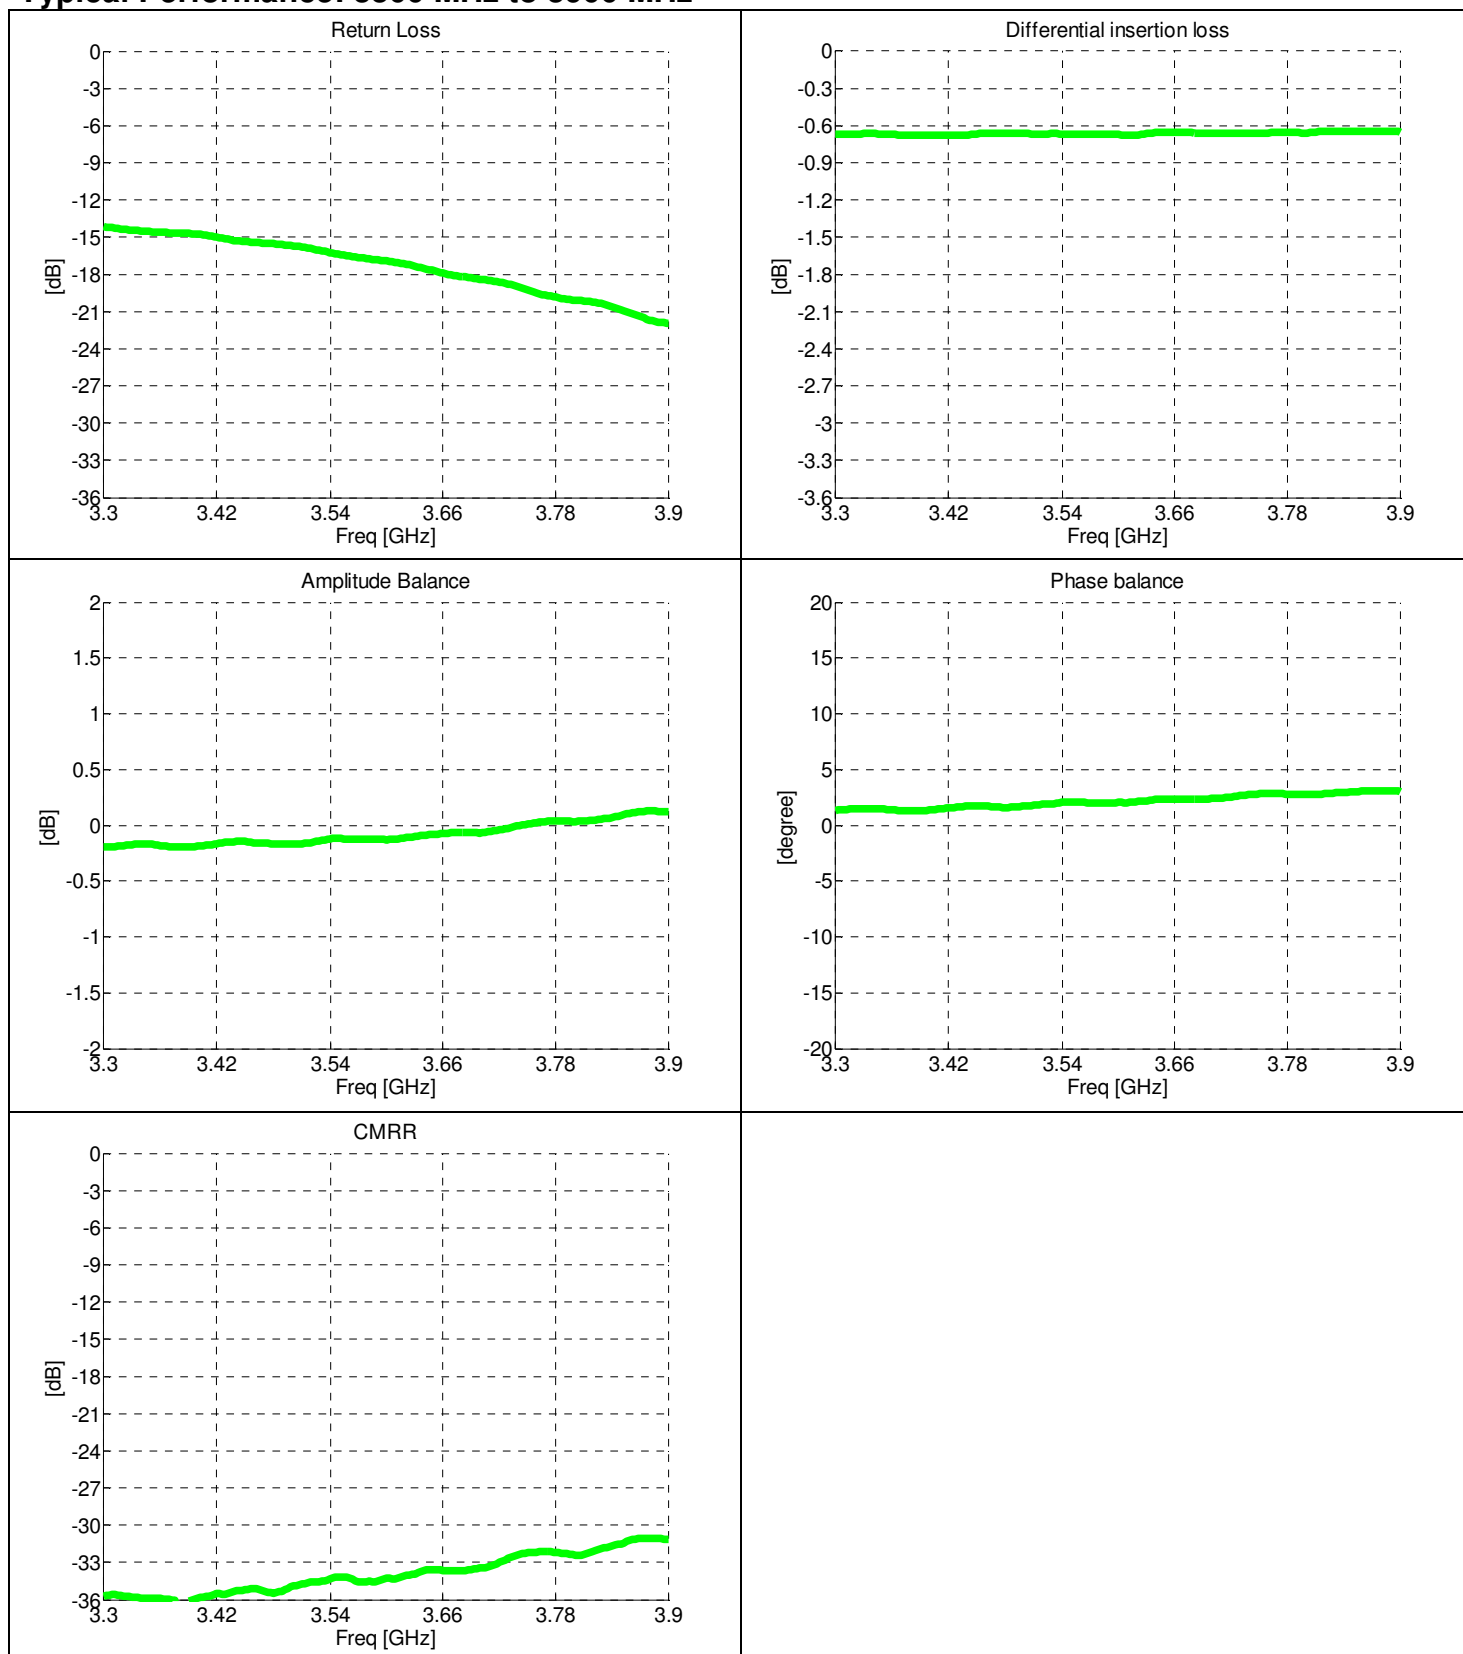 Typical Performance: 3300 MHz to 3900 MHz
Return Loss
0
-3
-6
-9
-12
-15
-18
-21
-24
-27
-30
-33
-36
[dB]
3.3 3.42 3.54 3.66 3.78 3.9
Freq [GHz]
Differential insertion loss
0
-0.3
-0.6
-0.9
-1.2
-1.5
-1.8
-2.1
-2.4
-2.7
-3
-3.3
-3.6
[dB]
3.3 3.42 3.54 3.66 3.78 3.9
Freq [GHz]
Amplitude Balance
2
1.5
1
0.5
0
-0.5
-1
-1.5
-2
[dB]
3.3 3.42 3.54 3.66 3.78 3.9
Freq [GHz]
Phase balance
20
15
10
5
0
-5
-10
-15
-20
[degree]
3.3 3.42 3.54 3.66 3.78 3.9
Freq [GHz]
CMRR
0
-3
-6
-9
-12
-15
-18
-21
-24
-27
-30
-33
-36
[dB]
3.3 3.42 3.54 3.66 3.78 3.9
Freq [GHz]